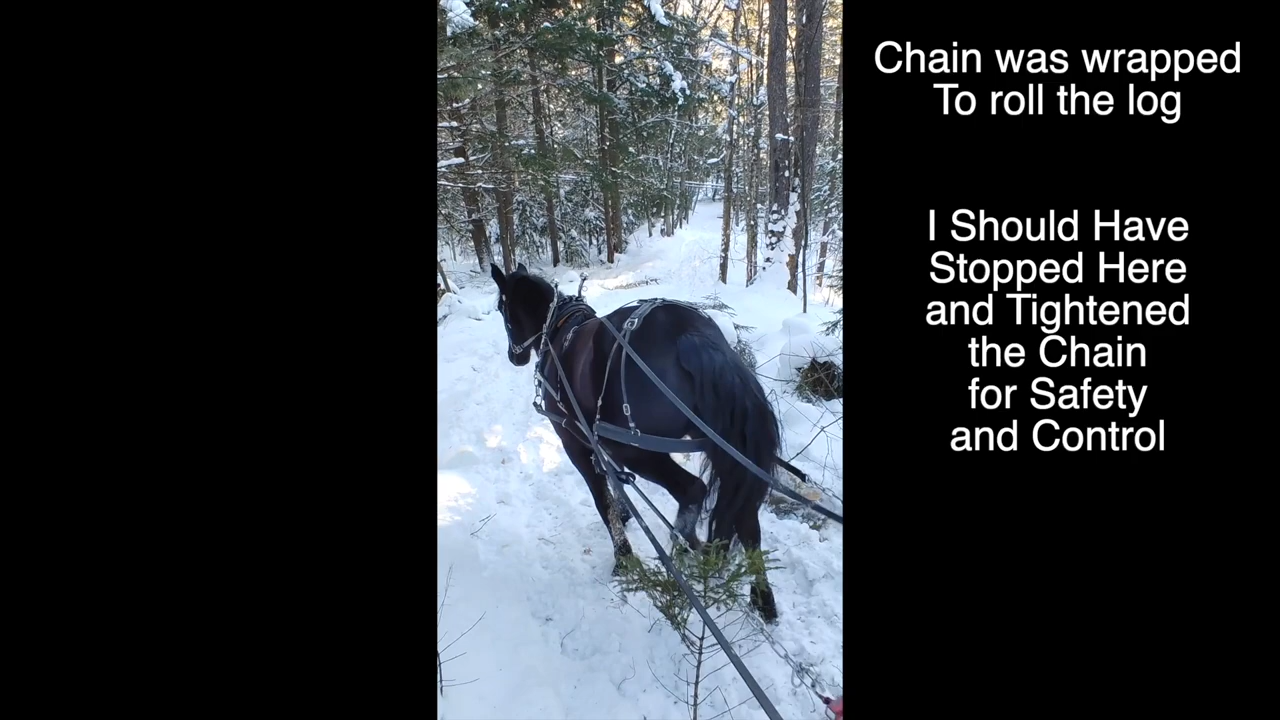 Chain was wrapped
To roll the log
I Should Have
Stopped Here
and Tightened
the Chain
for Safety
and Control